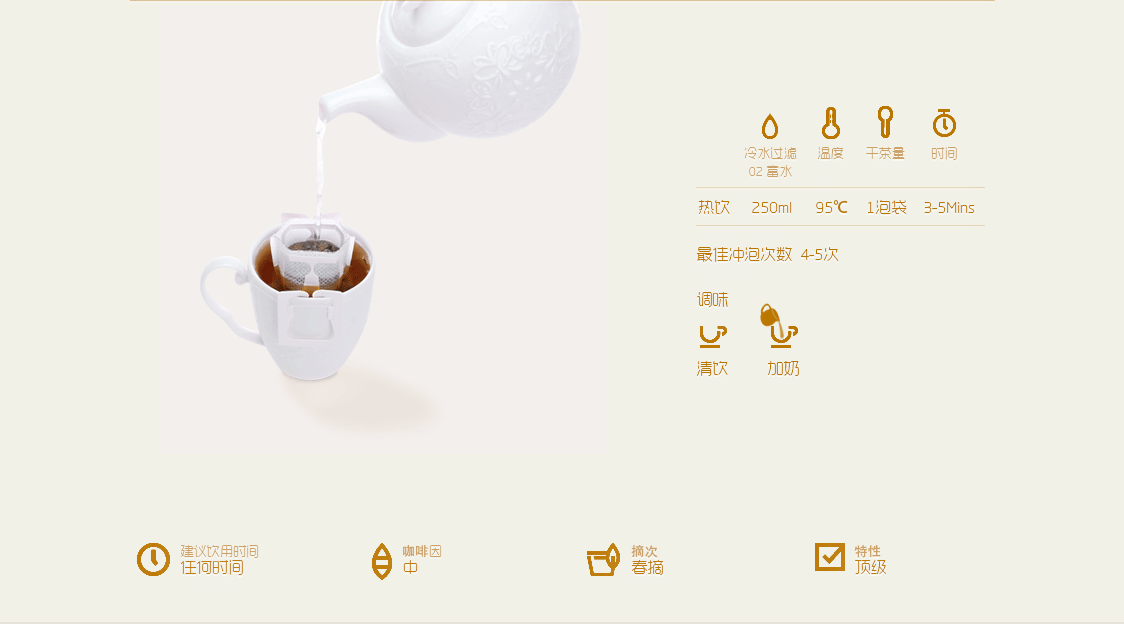 冷水过滤 温度 干茶量 时间
02 富水
热饮 250ml 95℃ 1泡袋 3-5Mins
最佳冲泡次数 4-5次
调味
清饮 加奶
建议饮用时间
任何时间
咖啡因
中
摘次
春摘
特性
顶级